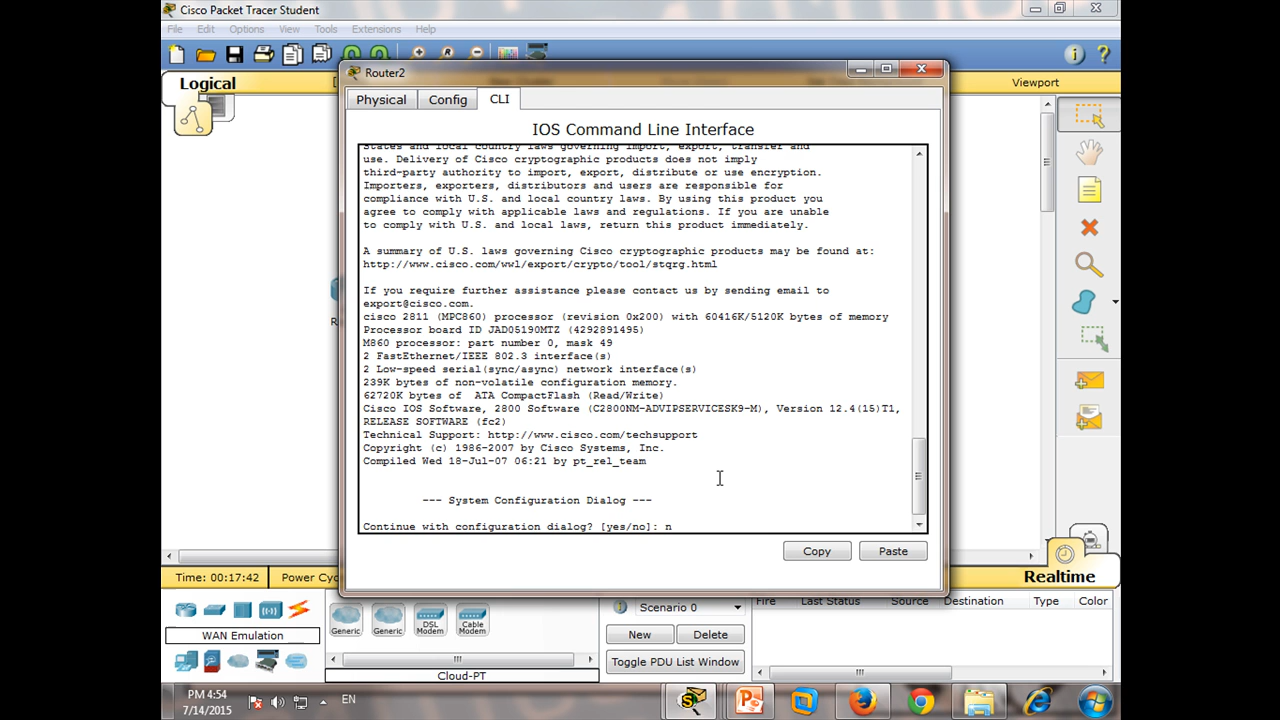 Cisco Packet Tracer Student
File Edit Options View Tools Extensions Help
Logical
Viewport
Router2
Physical Config CLI
IOS Command Line Interface
States and local country laws governing import, export, transfer and
use. Delivery of Cisco cryptographic products does not imply
third-party authority to import, export, distribute or use encryption.
Importers, exporters, distributors and users are responsible for
compliance with U.S. and local country laws. By using this product you
agree to comply with applicable laws and regulations. If you are unable
to comply with U.S. and local laws, return this product immediately.
A summary of U.S. laws governing Cisco cryptographic products may be found at:
http://www.cisco.com/wwl/export/crypto/tool/stqrg.html
If you require further assistance please contact us by sending email to
export@cisco.com.
cisco 2811 (MPC860) processor (revision 0x200) with 60416K/5120K bytes of memory
Processor board ID JAD05190MTZ (4292891495)
M860 processor: part number 0, mask 49
2 FastEthernet/IEEE 802.3 interface(s)
2 Low-speed serial(sync/async) network interface(s)
239K bytes of non-volatile configuration memory.
62720K bytes of ATA CompactFlash (Read/Write)
Cisco IOS Software, 2800 Software (C2800NM-ADVIPSERVICESK9-M), Version 12.4(15)T1,
RELEASE SOFTWARE (fc2)
Technical Support: http://www.cisco.com/techsupport
Copyright (c) 1986-2007 by Cisco Systems, Inc.
Compiled Wed 18-Jul-07 06:21 by pt_rel_team
--- System Configuration Dialog ---
Continue with configuration dialog? [yes/no]: n
Copy Paste
Time: 00:17:42 Power Cyc
Realtime
Scenario 0
Fire Last Status Source Destination Type Color
Generic Generic DSL Modem Cable Modem
WAN Emulation
New Delete
Toggle PDU List Window
Cloud-PT
PM 4:54
7/14/2015
EN